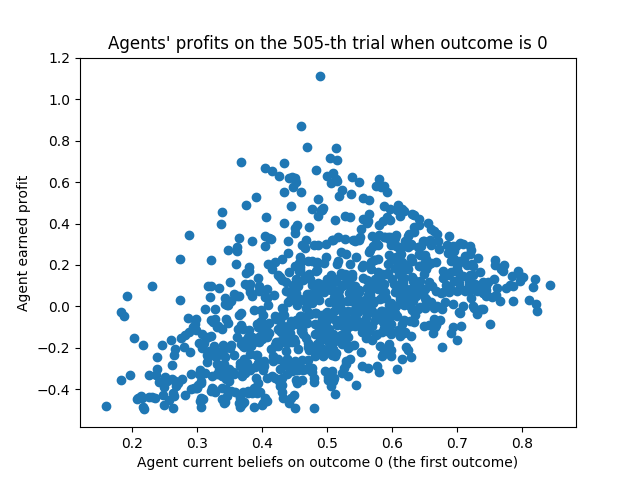 Agents' profits on the 505-th trial when outcome is 0
1.2
1.0
0.8
0.6
0.4
0.2
0.0
−0.2
−0.4
Agent earned profit
0.2 0.3 0.4 0.5 0.6 0.7 0.8
Agent current beliefs on outcome 0 (the first outcome)